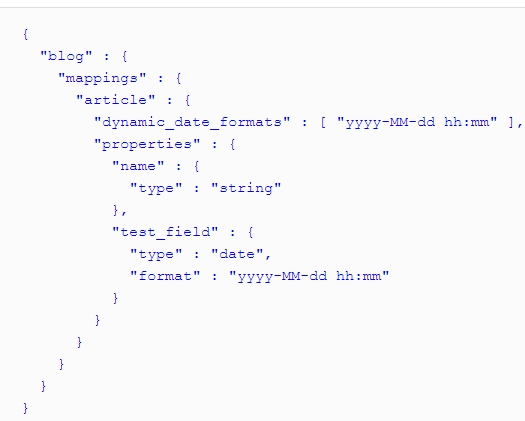 {
  "blog" : {
    "mappings" : {
      "article" : {
        "dynamic_date_formats" : [ "yyyy-MM-dd hh:mm" ],
        "properties" : {
          "name" : {
            "type" : "string"
          },
          "test_field" : {
            "type" : "date",
            "format" : "yyyy-MM-dd hh:mm"
          }
        }
      }
    }
  }
}